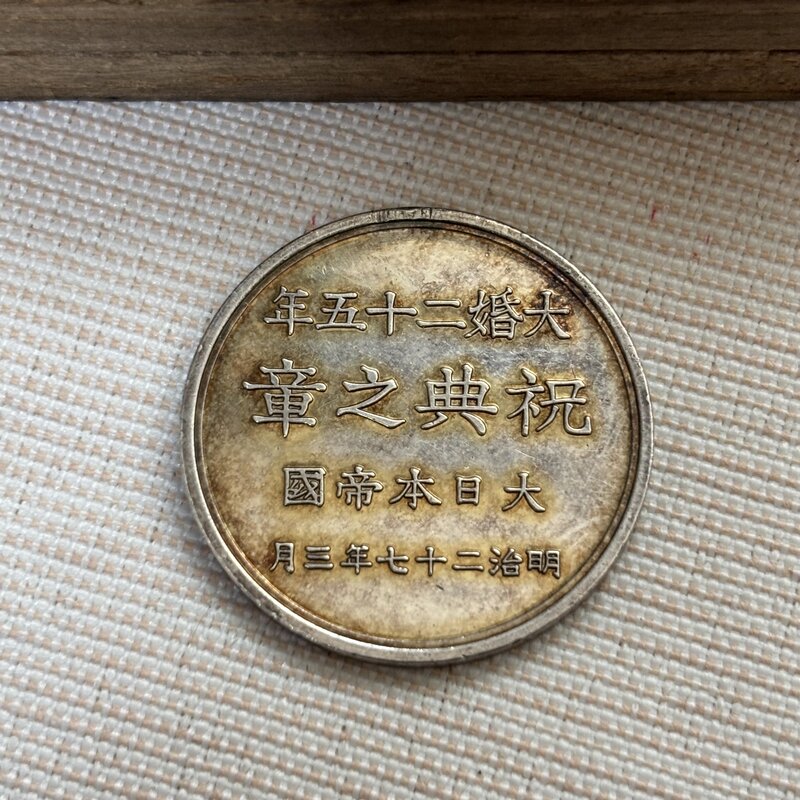 大婚二十五年
祝典之章
大日本帝國
明治二十七年三月